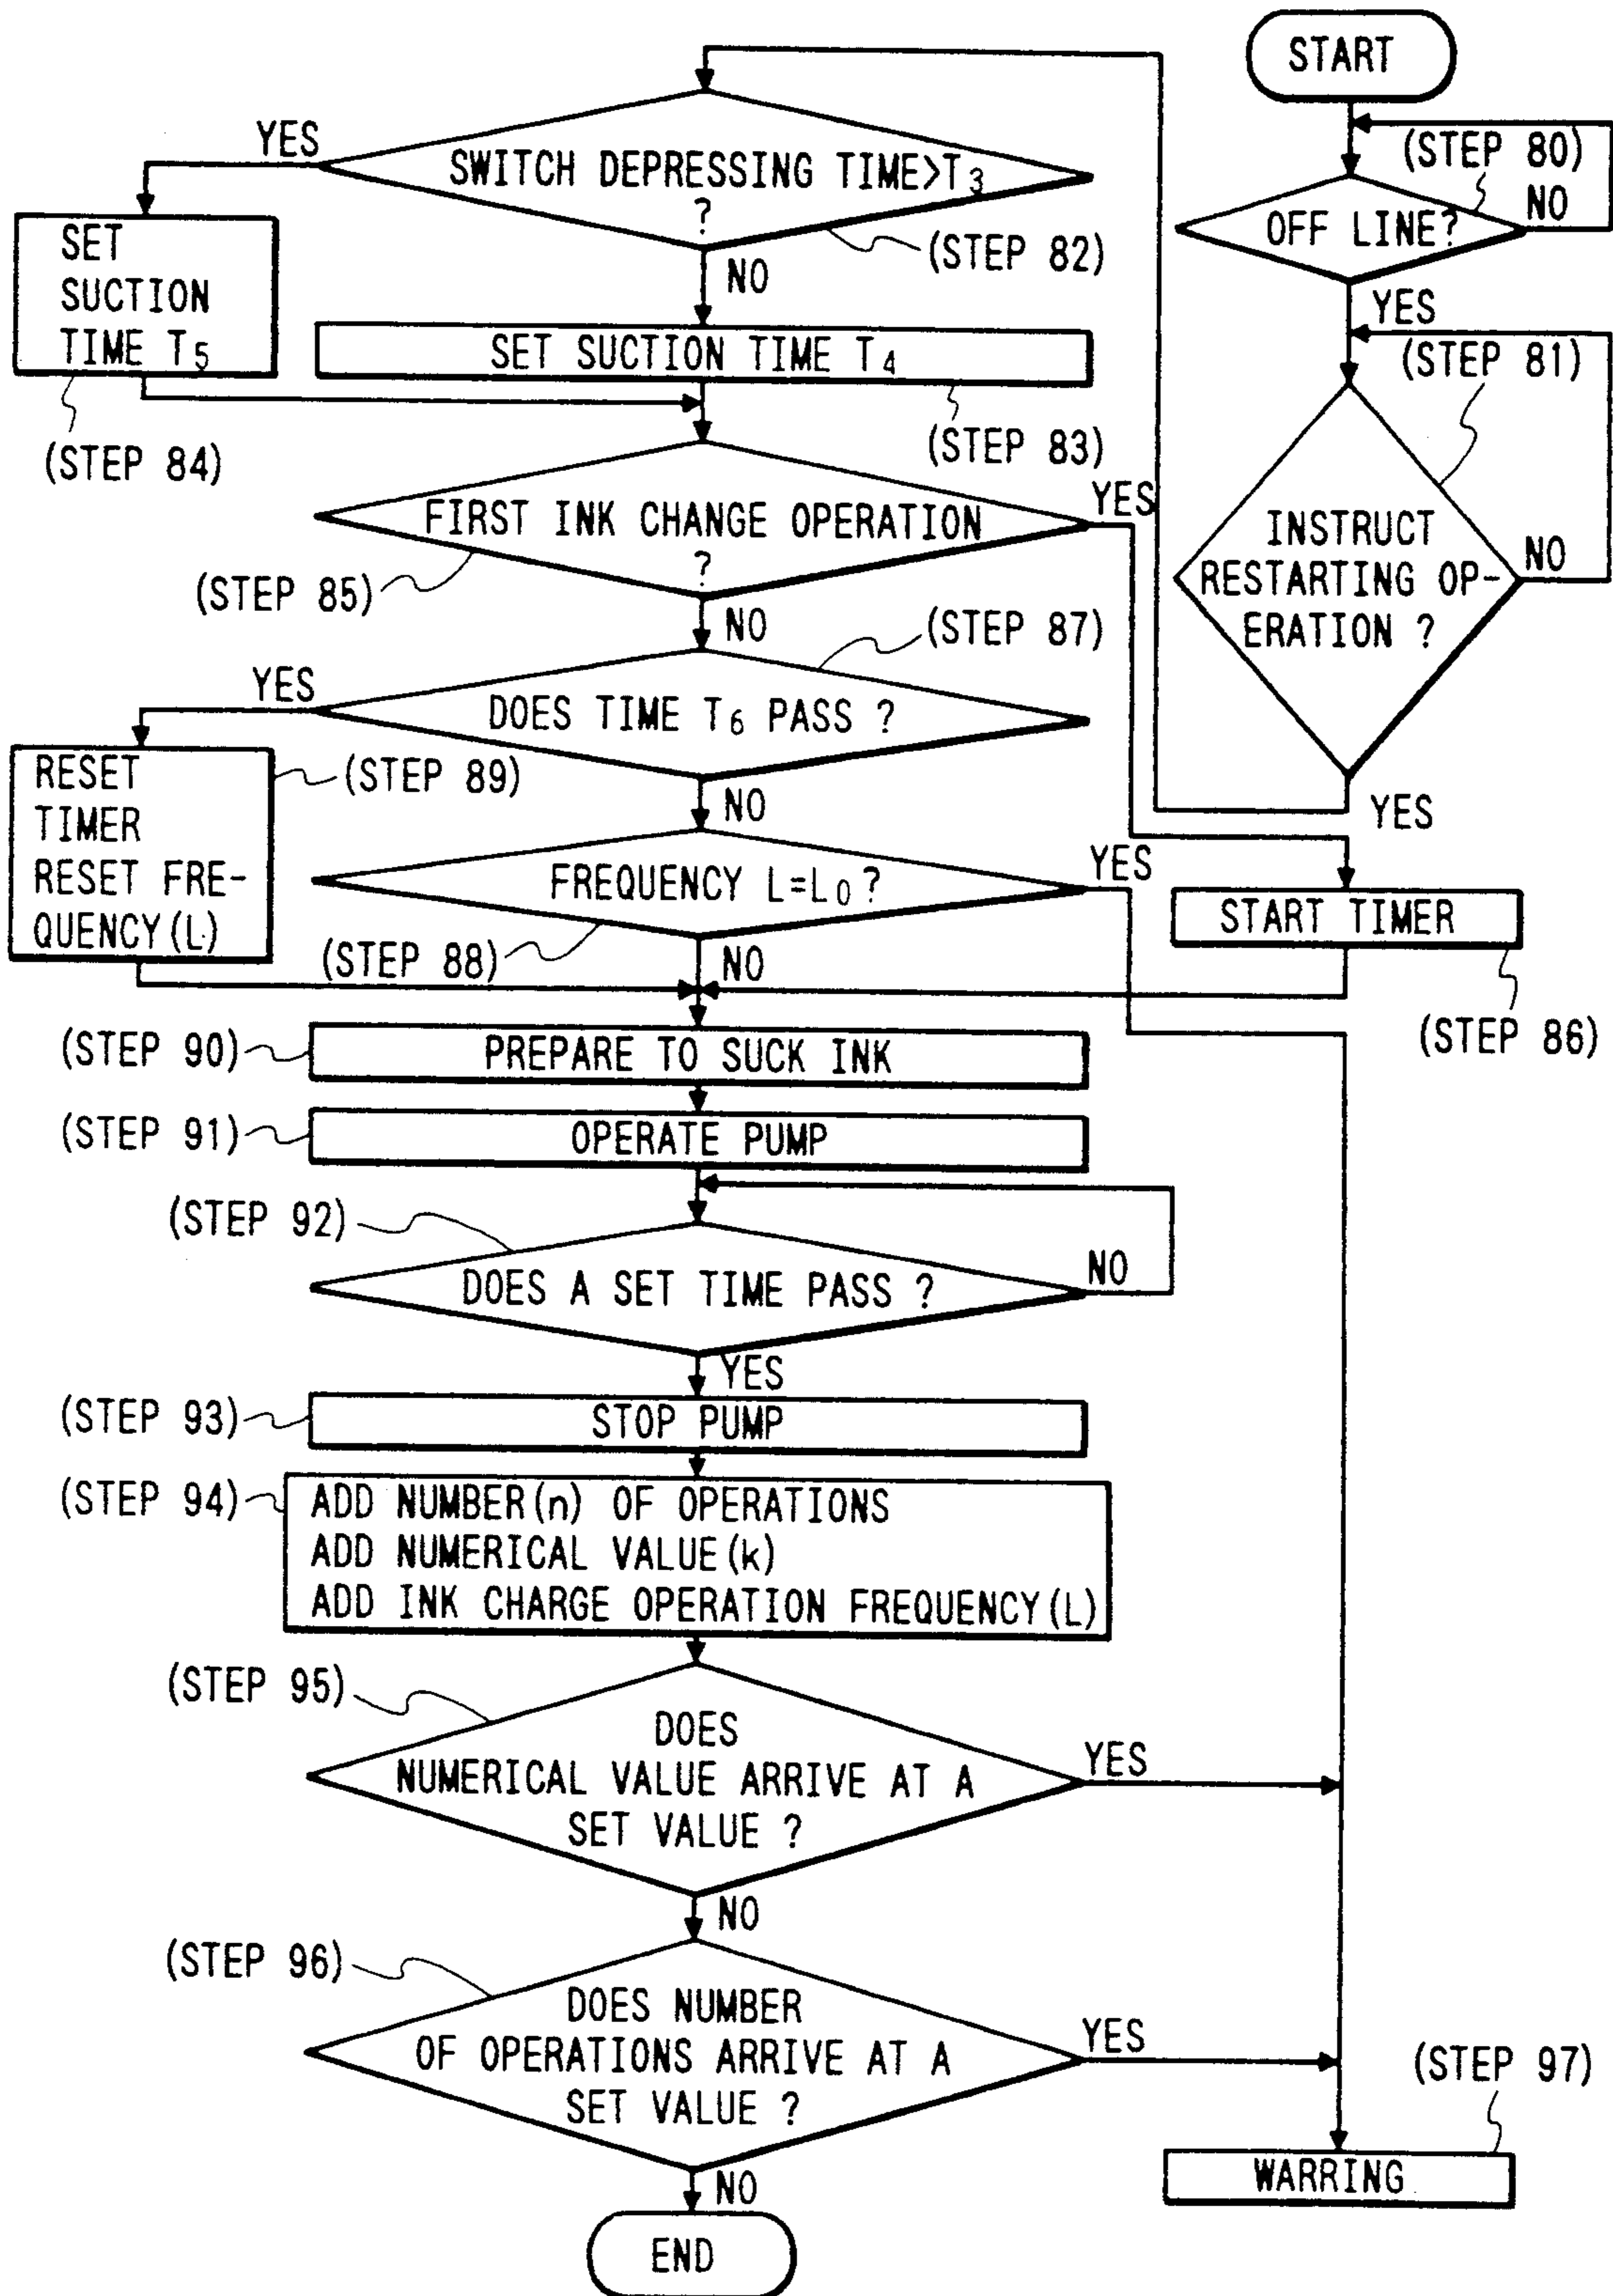 START
(STEP 80)
OFF LINE?
NO
YES
(STEP 81)
INSTRUCT
RESTARTING OP-
ERATION ?
NO
YES
SWITCH DEPRESSING TIME>T3
?
YES
(STEP 82)
NO
SET
SUCTION
TIME T5
(STEP 84)
SET SUCTION TIME T4
(STEP 83)
FIRST INK CHANGE OPERATION
?
YES
(STEP 85)
NO
START TIMER
(STEP 86)
(STEP 87)
DOES TIME T6 PASS ?
YES
NO
RESET
TIMER
RESET FRE-
QUENCY(L)
(STEP 89)
FREQUENCY L=L0?
YES
(STEP 88)
NO
(STEP 90)
PREPARE TO SUCK INK
(STEP 91)
OPERATE PUMP
(STEP 92)
DOES A SET TIME PASS ?
NO
YES
(STEP 93)
STOP PUMP
(STEP 94)
ADD NUMBER(n) OF OPERATIONS
ADD NUMERICAL VALUE(k)
ADD INK CHARGE OPERATION FREQUENCY(L)
(STEP 95)
DOES
NUMERICAL VALUE ARRIVE AT A
SET VALUE ?
YES
NO
(STEP 96)
DOES NUMBER
OF OPERATIONS ARRIVE AT A
SET VALUE ?
YES
NO
(STEP 97)
WARRING
END